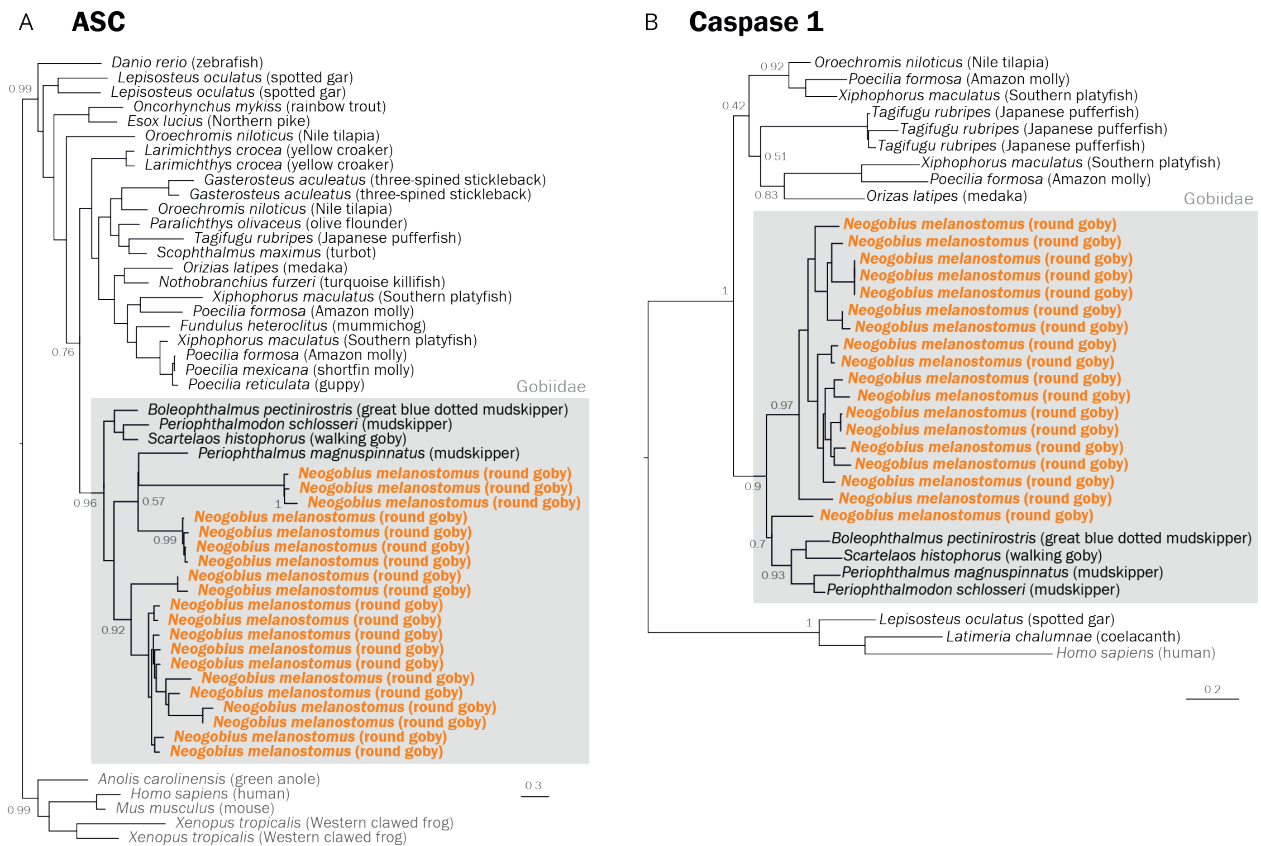 A ASC
Danio rerio (zebrafish)
0.99
Lepisosteus oculatus (spotted gar)
Lepisosteus oculatus (spotted gar)
Oncorhynchus mykiss (rainbow trout)
Esox lucius (Northern pike)
Oroechromis niloticus (Nile tilapia)
Larimichthys crocea (yellow croaker)
Larimichthys crocea (yellow croaker)
Gasterosteus aculeatus (three-spined stickleback)
Gasterosteus aculeatus (three-spined stickleback)
Oroechromis niloticus (Nile tilapia)
Paralichthys olivaceus (olive flounder)
Tagifugu rubripes (Japanese pufferfish)
Scophthalmus maximus (turbot)
Orizias latipes (medaka)
Nothobranchius furzeri (turquoise killifish)
Xiphophorus maculatus (Southern platyfish)
Poecilia formosa (Amazon molly)
Fundulus heteroclitus (mummichog)
Xiphophorus maculatus (Southern platyfish)
0.76
Poecilia formosa (Amazon molly)
Poecilia mexicana (shortfin molly)
Poecilia reticulata (guppy)
Gobiidae
Boleophthalmus pectinirostris (great blue dotted mudskipper)
Periophthalmodon schlosseri (mudskipper)
Scartelaos histophorus (walking goby)
Periophthalmus magnuspinnatus (mudskipper)
Neogobius melanostomus (round goby)
Neogobius melanostomus (round goby)
0.96
0.57
1
Neogobius melanostomus (round goby)
Neogobius melanostomus (round goby)
Neogobius melanostomus (round goby)
0.99
Neogobius melanostomus (round goby)
Neogobius melanostomus (round goby)
Neogobius melanostomus (round goby)
Neogobius melanostomus (round goby)
Neogobius melanostomus (round goby)
Neogobius melanostomus (round goby)
0.92
Neogobius melanostomus (round goby)
Neogobius melanostomus (round goby)
Neogobius melanostomus (round goby)
Neogobius melanostomus (round goby)
Neogobius melanostomus (round goby)
Neogobius melanostomus (round goby)
Neogobius melanostomus (round goby)
Neogobius melanostomus (round goby)
Neogobius melanostomus (round goby)
Anolis carolinensis (green anole)
Homo sapiens (human)
0.99
Mus musculus (mouse)
Xenopus tropicalis (Western clawed frog)
Xenopus tropicalis (Western clawed frog)
0.3
B Caspase 1
Oroechromis niloticus (Nile tilapia)
0.92
Poecilia formosa (Amazon molly)
Xiphophorus maculatus (Southern platyfish)
0.42
Tagifugu rubripes (Japanese pufferfish)
Tagifugu rubripes (Japanese pufferfish)
Tagifugu rubripes (Japanese pufferfish)
0.51
Xiphophorus maculatus (Southern platyfish)
Poecilia formosa (Amazon molly)
0.83
Orizas latipes (medaka)
Gobiidae
Neogobius melanostomus (round goby)
Neogobius melanostomus (round goby)
Neogobius melanostomus (round goby)
Neogobius melanostomus (round goby)
1
Neogobius melanostomus (round goby)
Neogobius melanostomus (round goby)
Neogobius melanostomus (round goby)
Neogobius melanostomus (round goby)
Neogobius melanostomus (round goby)
Neogobius melanostomus (round goby)
Neogobius melanostomus (round goby)
0.97
Neogobius melanostomus (round goby)
Neogobius melanostomus (round goby)
Neogobius melanostomus (round goby)
Neogobius melanostomus (round goby)
Neogobius melanostomus (round goby)
0.9
Neogobius melanostomus (round goby)
Neogobius melanostomus (round goby)
0.7
Boleophthalmus pectinirostris (great blue dotted mudskipper)
Scartelaos histophorus (walking goby)
0.93
Periophthalmus magnuspinnatus (mudskipper)
Periophthalmodon schlosseri (mudskipper)
1
Lepisosteus oculatus (spotted gar)
Latimeria chalumnae (coelacanth)
Homo sapiens (human)
0.2